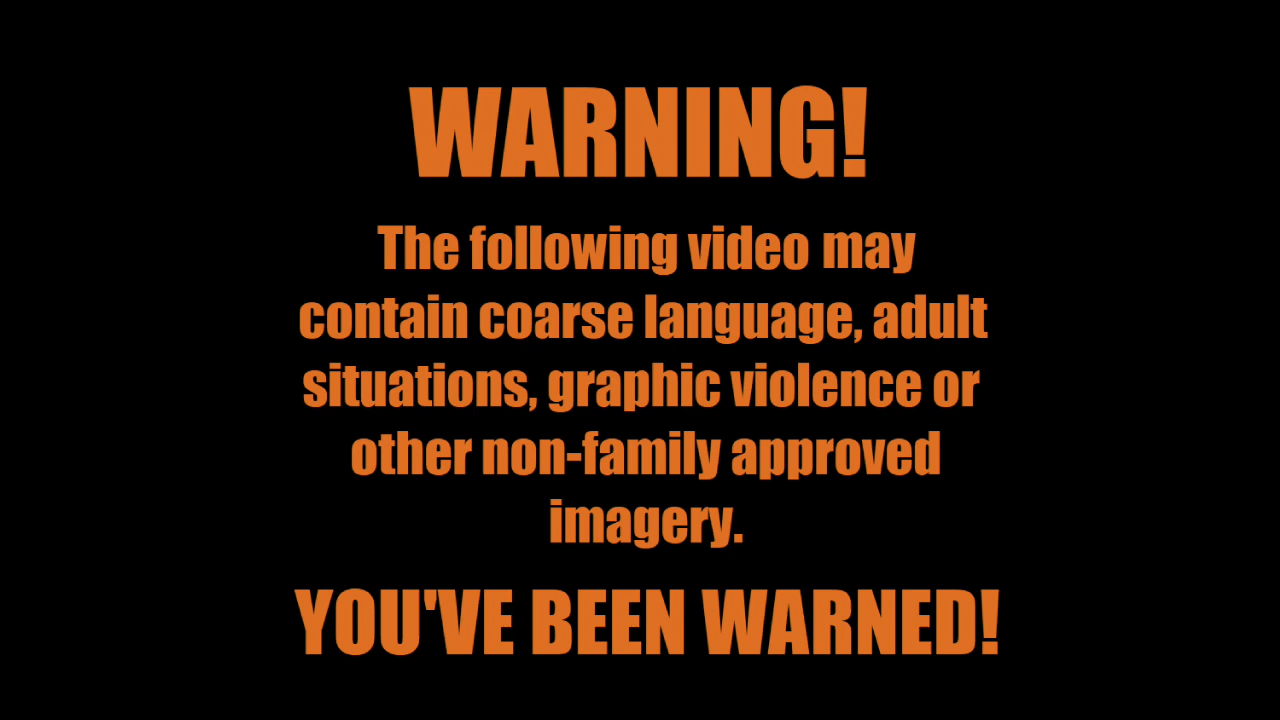 WARNING!
The following video may
contain coarse language, adult
situations, graphic violence or
other non-family approved
imagery.
YOU'VE BEEN WARNED!